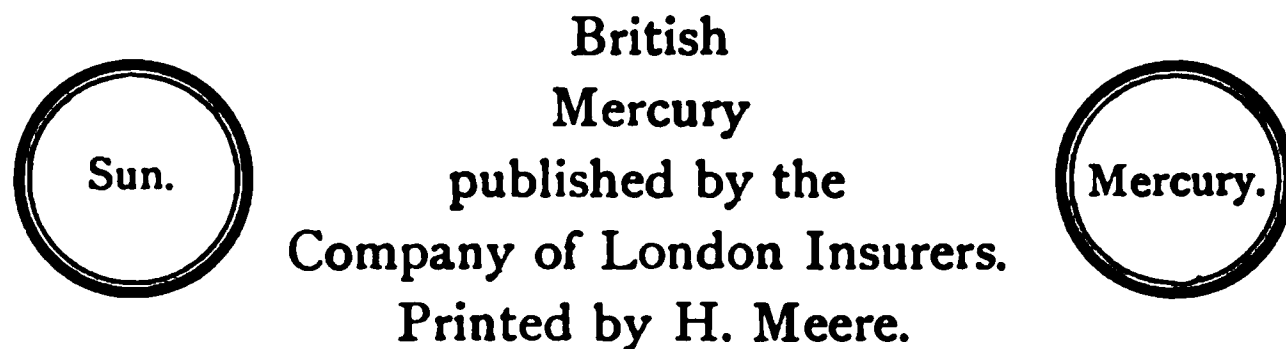 British
Mercury
Sun.
published by the
Mercury.
Company of London Insurers.
Printed by H. Meere.